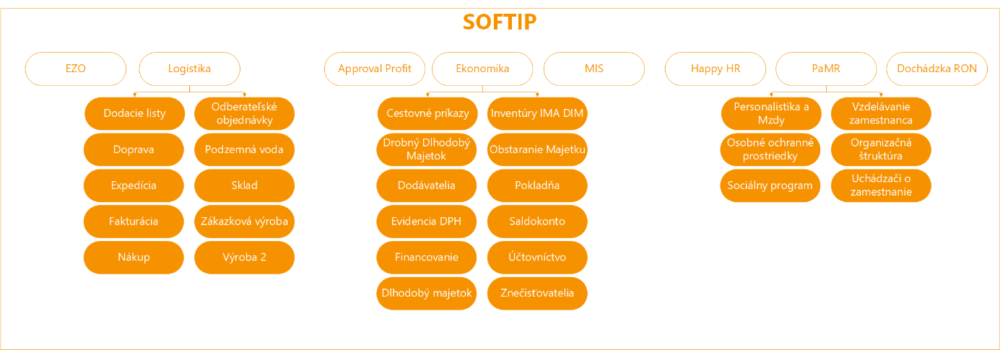 SOFTIP
EZO
Logistika
Approval Profit
Ekonomika
MIS
Happy HR
PaMR
Dochádzka RON
Dodacie listy
Odberateľské
objednávky
Doprava
Podzemná voda
Expedícia
Sklad
Fakturácia
Zákazková výroba
Nákup
Výroba 2
Cestovné príkazy
Inventúry IMA DIM
Drobný Dlhodobý
Majetok
Obstaranie Majetku
Dodávatelia
Pokladňa
Evidencia DPH
Saldokonto
Financovanie
Účtovníctvo
Dlhodobý majetok
Znečisťovatelia
Personalistika a
Mzdy
Vzdelávanie
zamestnanca
Osobné ochranné
prostriedky
Organizačná
štruktúra
Sociálny program
Uchádzači o
zamestnanie